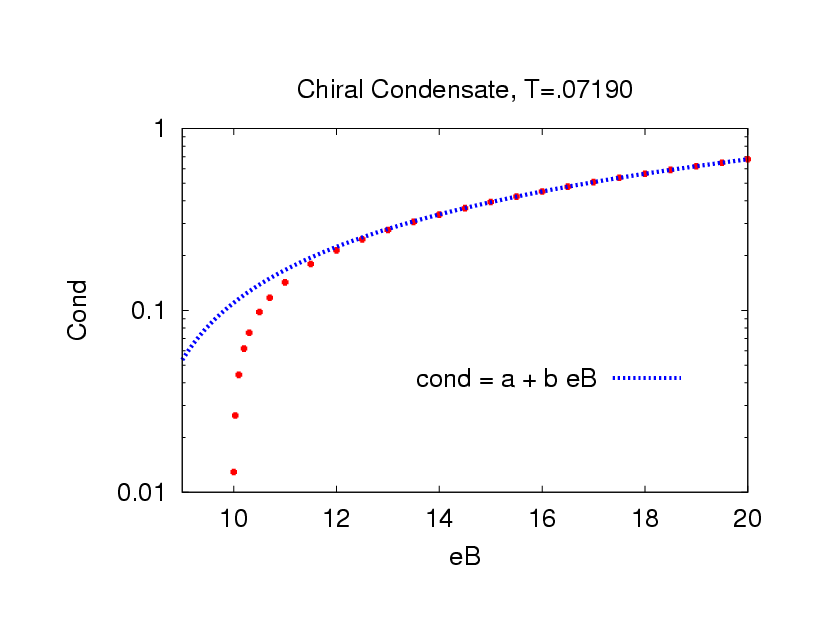 Chiral Condensate, T=.07190
1
0.1
0.01
Cond
cond = a + b eB
10 12 14 16 18 20
eB